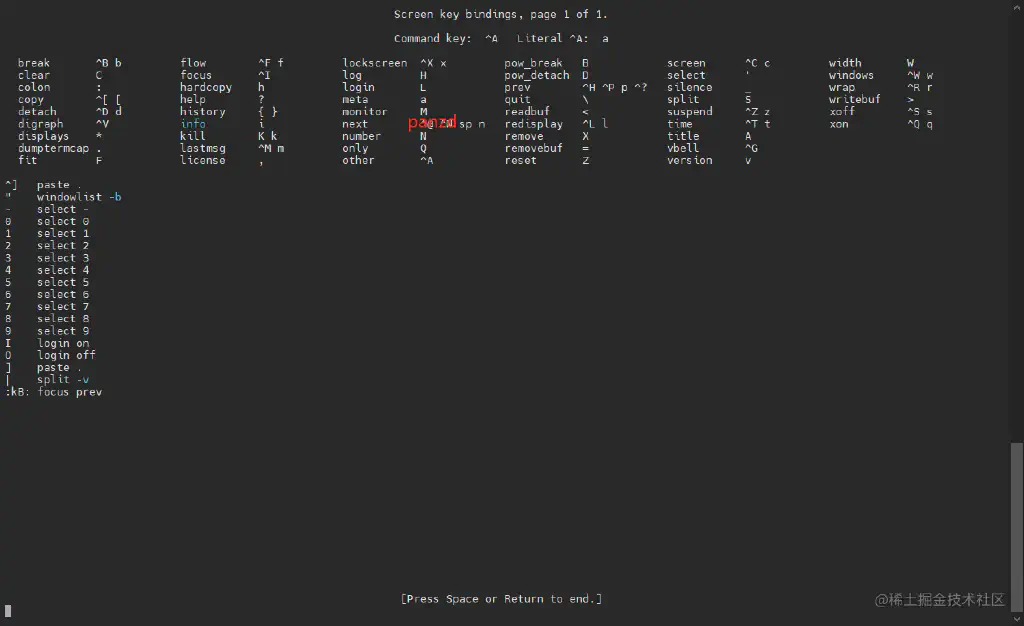 Screen key bindings, page 1 of 1.
Command key:  ^A   Literal ^A:  a
break ^B b flow ^F f lockscreen ^X x pow_break B screen ^C c width W
clear C focus ^I log H pow_detach D select ' windows ^W w
colon : hardcopy h login L prev ^H ^P p ^? silence _ wrap ^R r
copy ^[ [ help ? meta a quit \ split S writebuf >
detach ^D d history { } monitor M readbuf < suspend ^Z z xoff ^S s
digraph ^V info i next ^@ ^N sp n redisplay ^L l time ^T t xon ^Q q
displays * kill K k number N remove X title A
dumptermcap . lastmsg ^M m only Q removebuf = vbell ^G
fit F license , other ^A reset Z version v
panzd
^] paste .
" windowlist -b
- select -
0 select 0
1 select 1
2 select 2
3 select 3
4 select 4
5 select 5
6 select 6
7 select 7
8 select 8
9 select 9
I login on
O login off
] paste .
| split -v
:kB: focus prev
[Press Space or Return to end.]
@稀土掘金技术社区